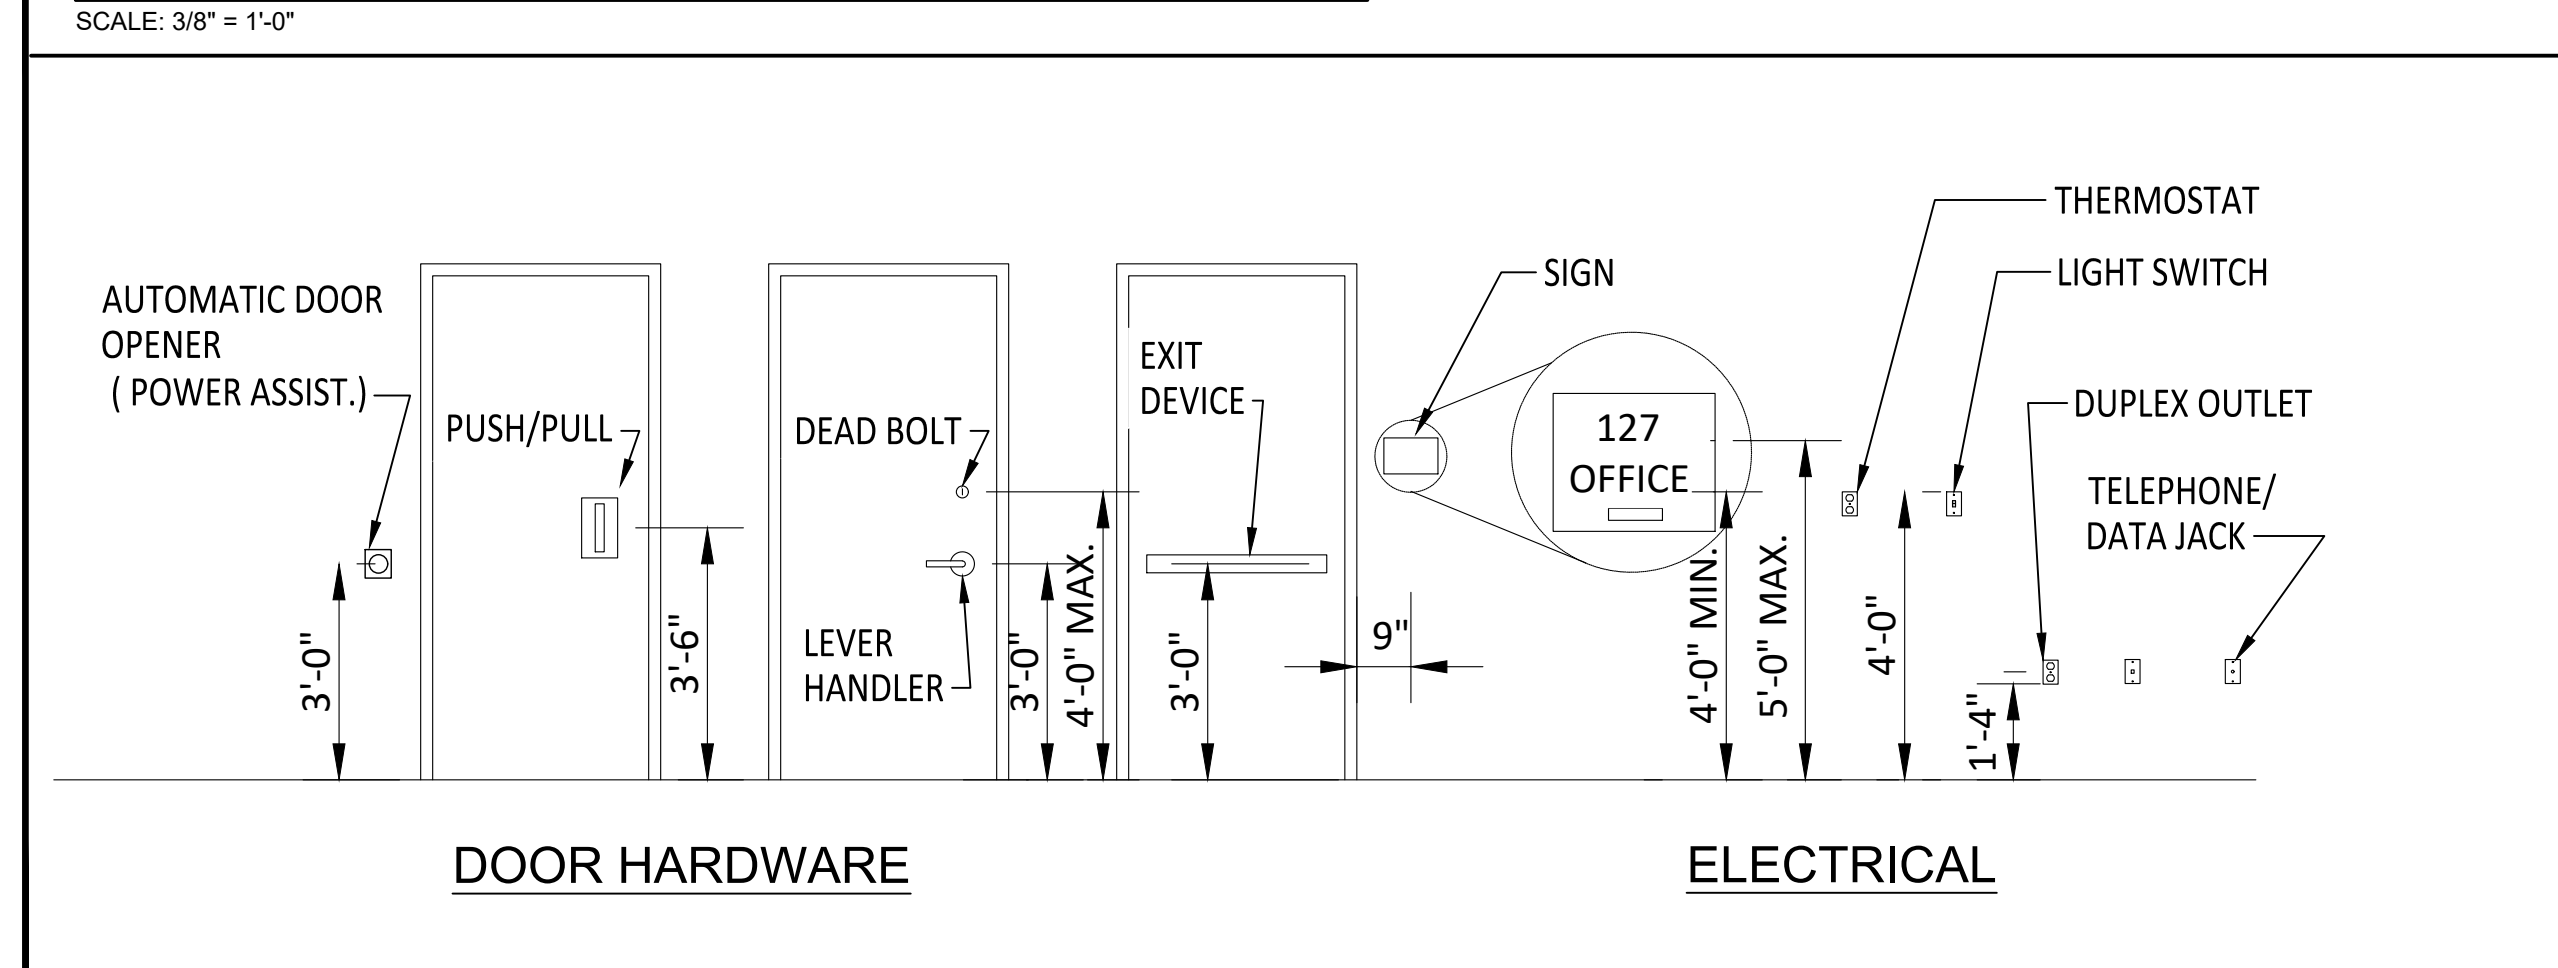 SCALE: 3/8" = 1'-0"
AUTOMATIC DOOR
OPENER
( POWER ASSIST.)
3'-0"
PUSH/PULL
3'-6"
DEAD BOLT
LEVER
HANDLER
3'-0"
4'-0" MAX.
EXIT
DEVICE
3'-0"
9"
SIGN
127
OFFICE
4'-0" MIN.
5'-0" MAX.
4'-0"
1'-4"
THERMOSTAT
LIGHT SWITCH
DUPLEX OUTLET
TELEPHONE/
DATA JACK
DOOR HARDWARE
ELECTRICAL